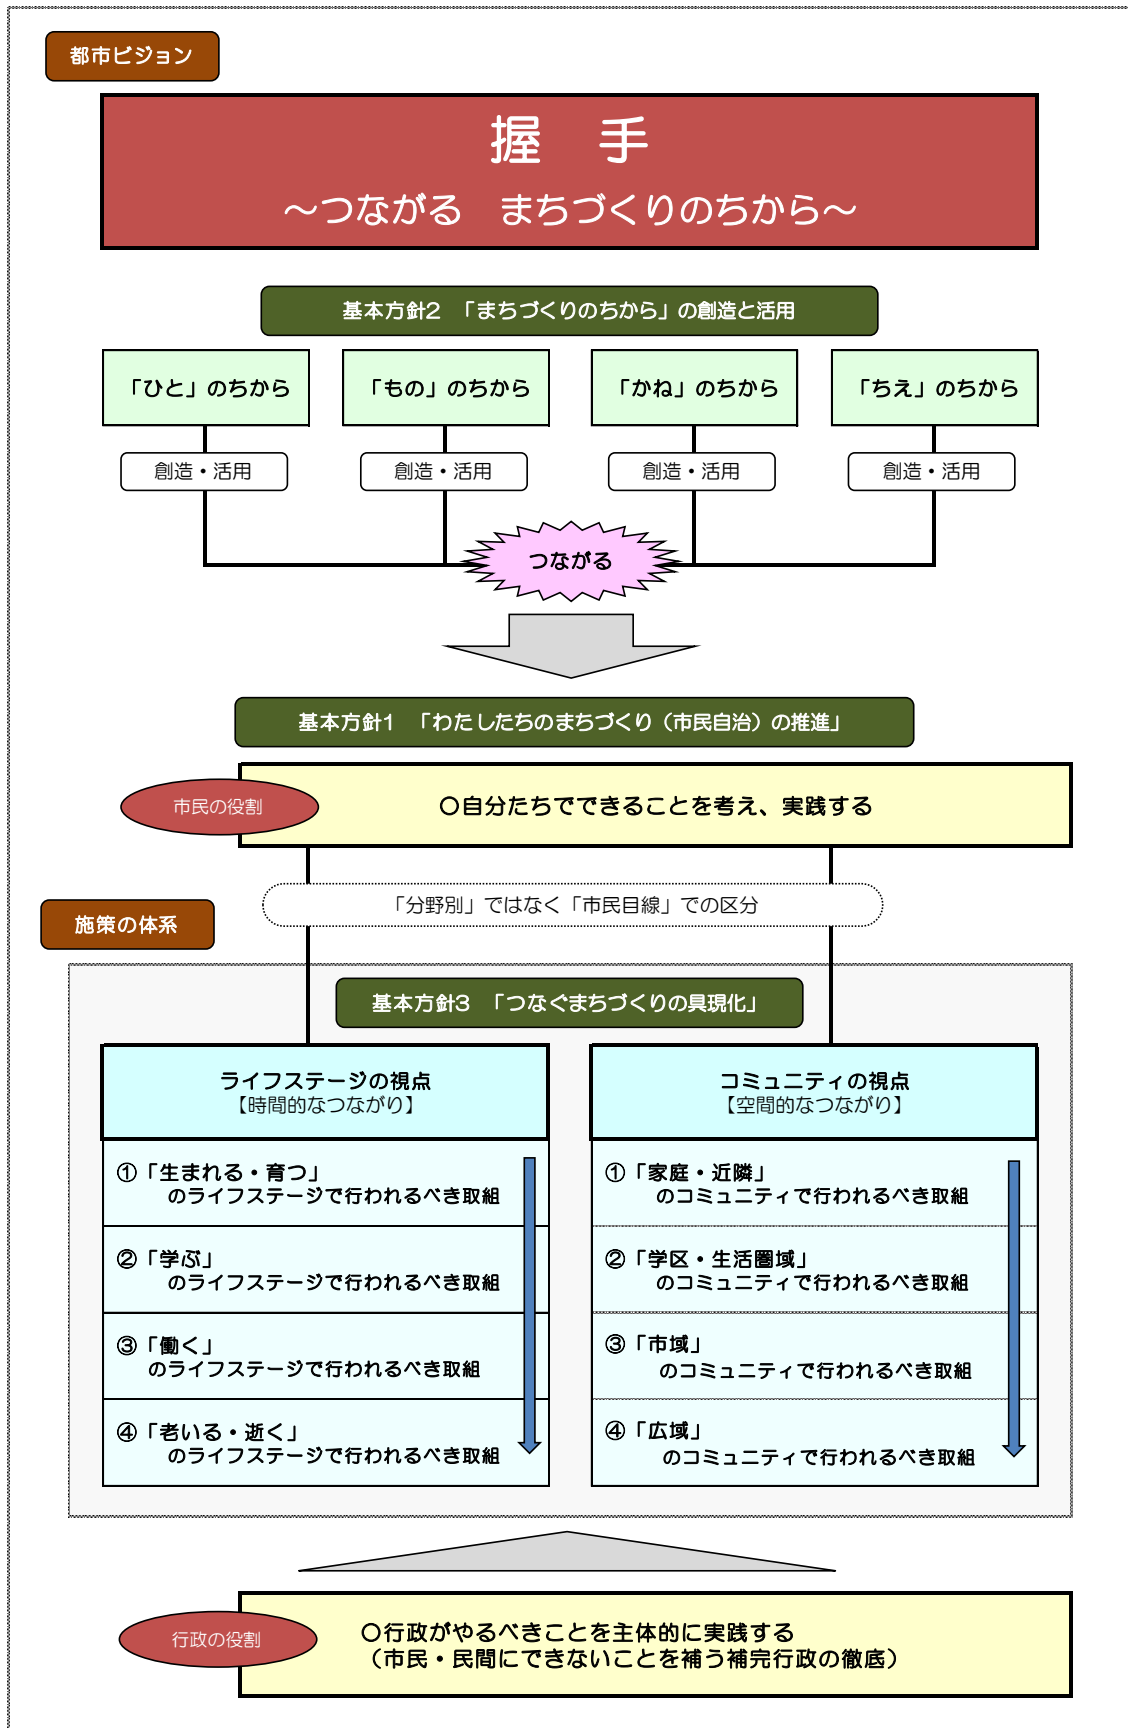 都市ビジョン
握　手
～つながる　まちづくりのちから～
基本方針2　「まちづくりのちから」の創造と活用
「ひと」のちから
「もの」のちから
「かね」のちから
「ちえ」のちから
創造・活用
創造・活用
創造・活用
創造・活用
つながる
基本方針1　「わたしたちのまちづくり（市民自治）の推進」
市民の役割
〇自分たちでできることを考え、実践する
「分野別」ではなく「市民目線」での区分
施策の体系
基本方針3　「つなぐまちづくりの具現化」
ライフステージの視点
【時間的なつながり】
①「生まれる・育つ」
のライフステージで行われるべき取組
②「学ぶ」
のライフステージで行われるべき取組
③「働く」
のライフステージで行われるべき取組
④「老いる・逝く」
のライフステージで行われるべき取組
コミュニティの視点
【空間的なつながり】
①「家庭・近隣」
のコミュニティで行われるべき取組
②「学区・生活圏域」
のコミュニティで行われるべき取組
③「市域」
のコミュニティで行われるべき取組
④「広域」
のコミュニティで行われるべき取組
行政の役割
〇行政がやるべきことを主体的に実践する
（市民・民間にできないことを補う補完行政の徹底）